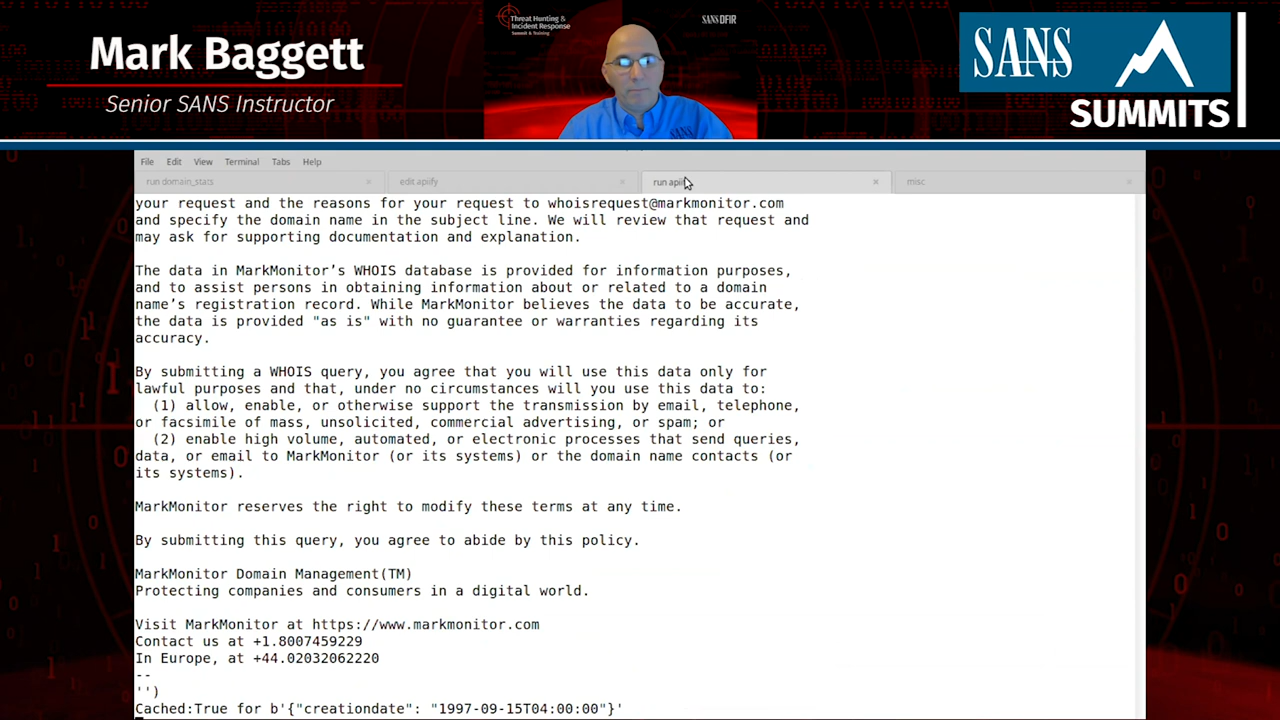 Mark Baggett
Senior SANS Instructor
Threat Hunting &
Incident Response
Summit & Training
SANS DFIR
SANS
SANS
SUMMITS
File Edit View Terminal Tabs Help
run domain_stats × edit apiify × run apiify × misc ×
your request and the reasons for your request to whoisrequest@markmonitor.com
and specify the domain name in the subject line. We will review that request and
may ask for supporting documentation and explanation.
The data in MarkMonitor’s WHOIS database is provided for information purposes,
and to assist persons in obtaining information about or related to a domain
name’s registration record. While MarkMonitor believes the data to be accurate,
the data is provided "as is" with no guarantee or warranties regarding its
accuracy.
By submitting a WHOIS query, you agree that you will use this data only for
lawful purposes and that, under no circumstances will you use this data to:
(1) allow, enable, or otherwise support the transmission by email, telephone,
or facsimile of mass, unsolicited, commercial advertising, or spam; or
(2) enable high volume, automated, or electronic processes that send queries,
data, or email to MarkMonitor (or its systems) or the domain name contacts (or
its systems).
MarkMonitor reserves the right to modify these terms at any time.
By submitting this query, you agree to abide by this policy.
MarkMonitor Domain Management(TM)
Protecting companies and consumers in a digital world.
Visit MarkMonitor at https://www.markmonitor.com
Contact us at +1.8007459229
In Europe, at +44.02032062220
--
'')
Cached:True for b'{"creationdate": "1997-09-15T04:00:00"}'